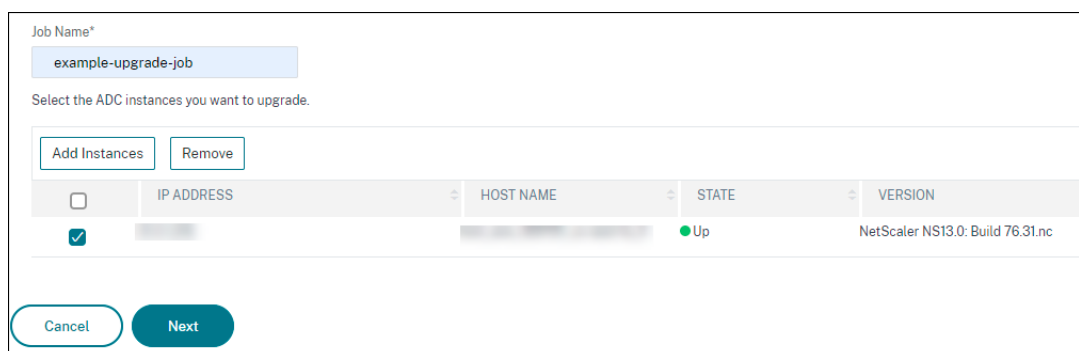 Job Name*
example-upgrade-job
Select the ADC instances you want to upgrade.
Add Instances Remove
IP ADDRESS HOST NAME STATE VERSION
Up NetScaler NS13.0: Build 76.31.nc
Cancel Next